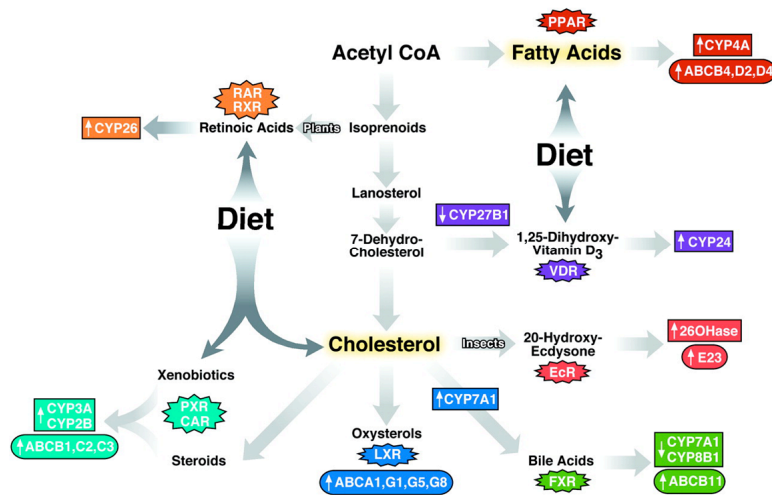 PPAR
Acetyl CoA
Fatty Acids
↑CYP4A
↑ABCB4,D2,D4
RAR
RXR
↑CYP26
Retinoic Acids
Plants
Isoprenoids
Diet
Diet
Lanosterol
↓CYP27B1
7-Dehydro-
Cholesterol
1,25-Dihydroxy-
Vitamin D3
↑CYP24
VDR
Cholesterol
Insects
20-Hydroxy-
Ecdysone
↑26OHase
EcR
↑E23
Xenobiotics
↑CYP3A
CYP2B
PXR
CAR
↑CYP7A1
↑ABCB1,C2,C3
Steroids
Oxysterols
LXR
↑ABCA1,G1,G5,G8
Bile Acids
FXR
↓CYP7A1
CYP8B1
↑ABCB11